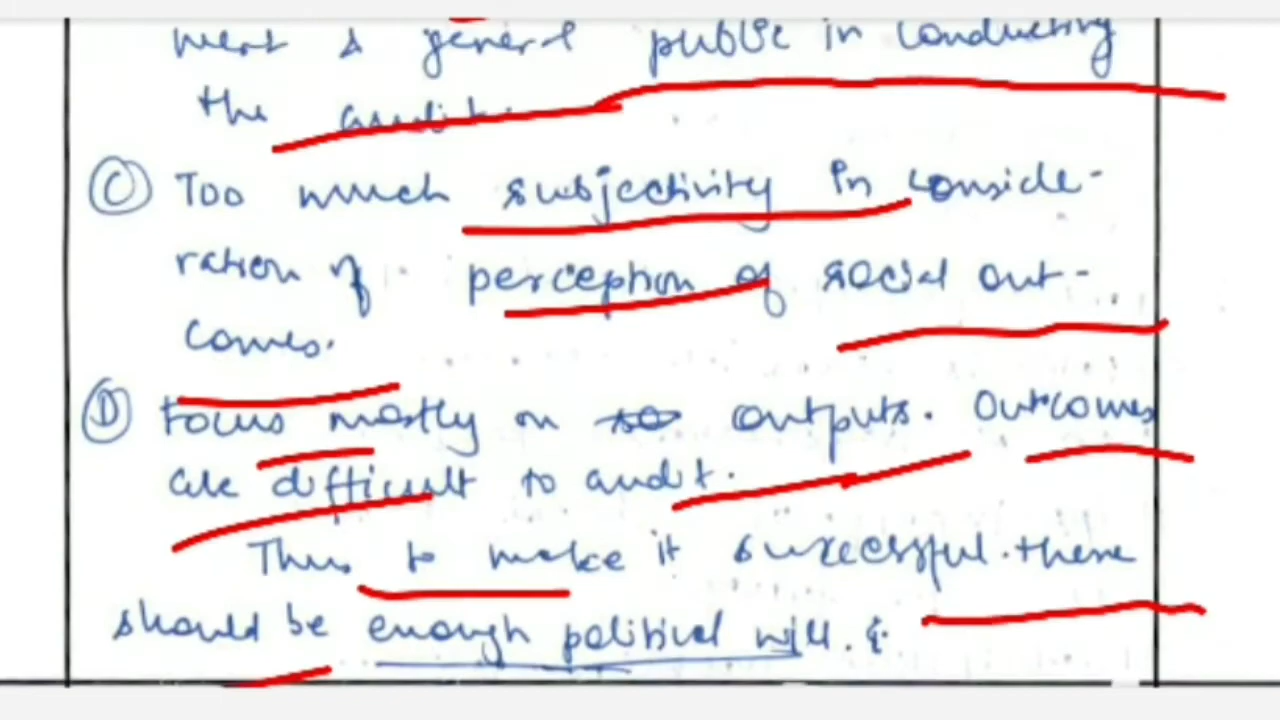 ment & general public in conducting
the audit.
(C) Too much subjectivity in conside-
ration of perception of social out-
comes.
(D) Focus mostly on outputs. Outcomes
are difficult to audit.
Thus to make it successful. there
should be enough political will. &